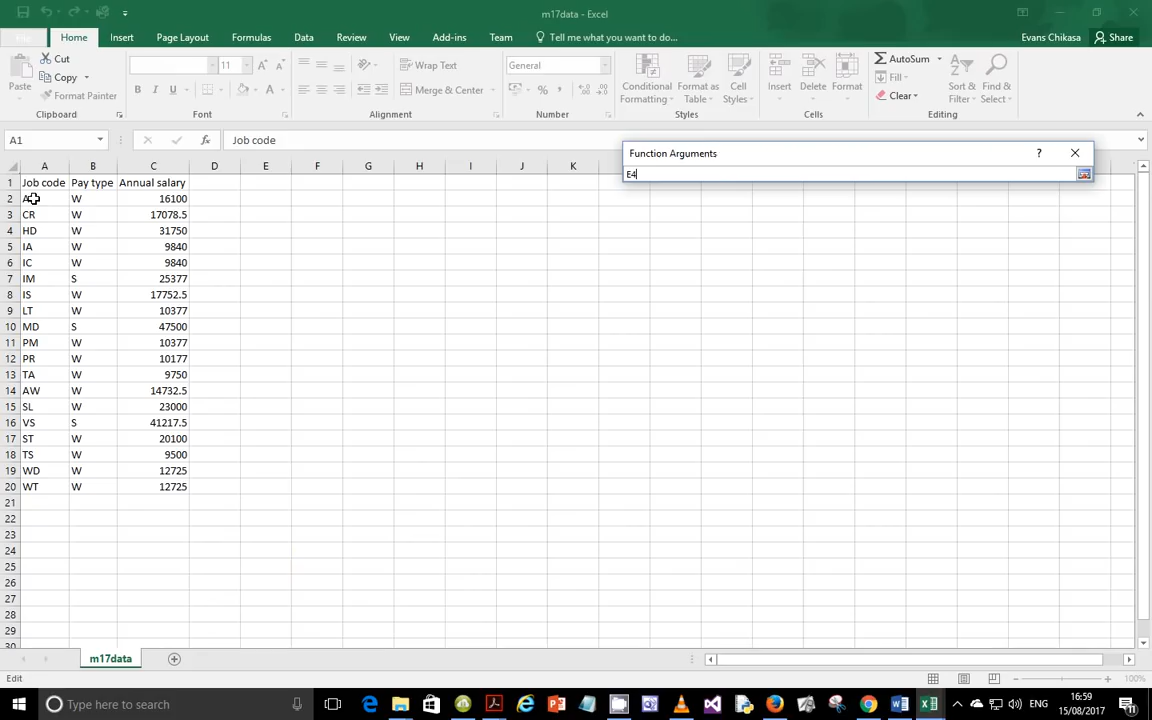 m17data - Excel
File Home Insert Page Layout Formulas Data Review View Add-ins Team Tell me what you want to do... Evans Chikasa Share
Paste Cut Copy Format Painter Clipboard
11 B I U A A A Font
Wrap Text Merge & Center Alignment
General % , Number
Conditional Formatting Format as Table Cell Styles Styles
Insert Delete Format Cells
AutoSum Fill Clear Sort & Filter Find & Select Editing
A1 fx Job code
Function Arguments ?
E4
A B C D E F G H I J K
1 Job code Pay type Annual salary
2 A W 16100
3 CR W 17078.5
4 HD W 31750
5 IA W 9840
6 IC W 9840
7 IM S 25377
8 IS W 17752.5
9 LT W 10377
10 MD S 47500
11 PM W 10377
12 PR W 10177
13 TA W 9750
14 AW W 14732.5
15 SL W 23000
16 VS S 41217.5
17 ST W 20100
18 TS W 9500
19 WD W 12725
20 WT W 12725
21
22
23
24
25
26
27
28
29
30
m17data
Edit 100%
Type here to search ENG 16:59
15/08/2017 11